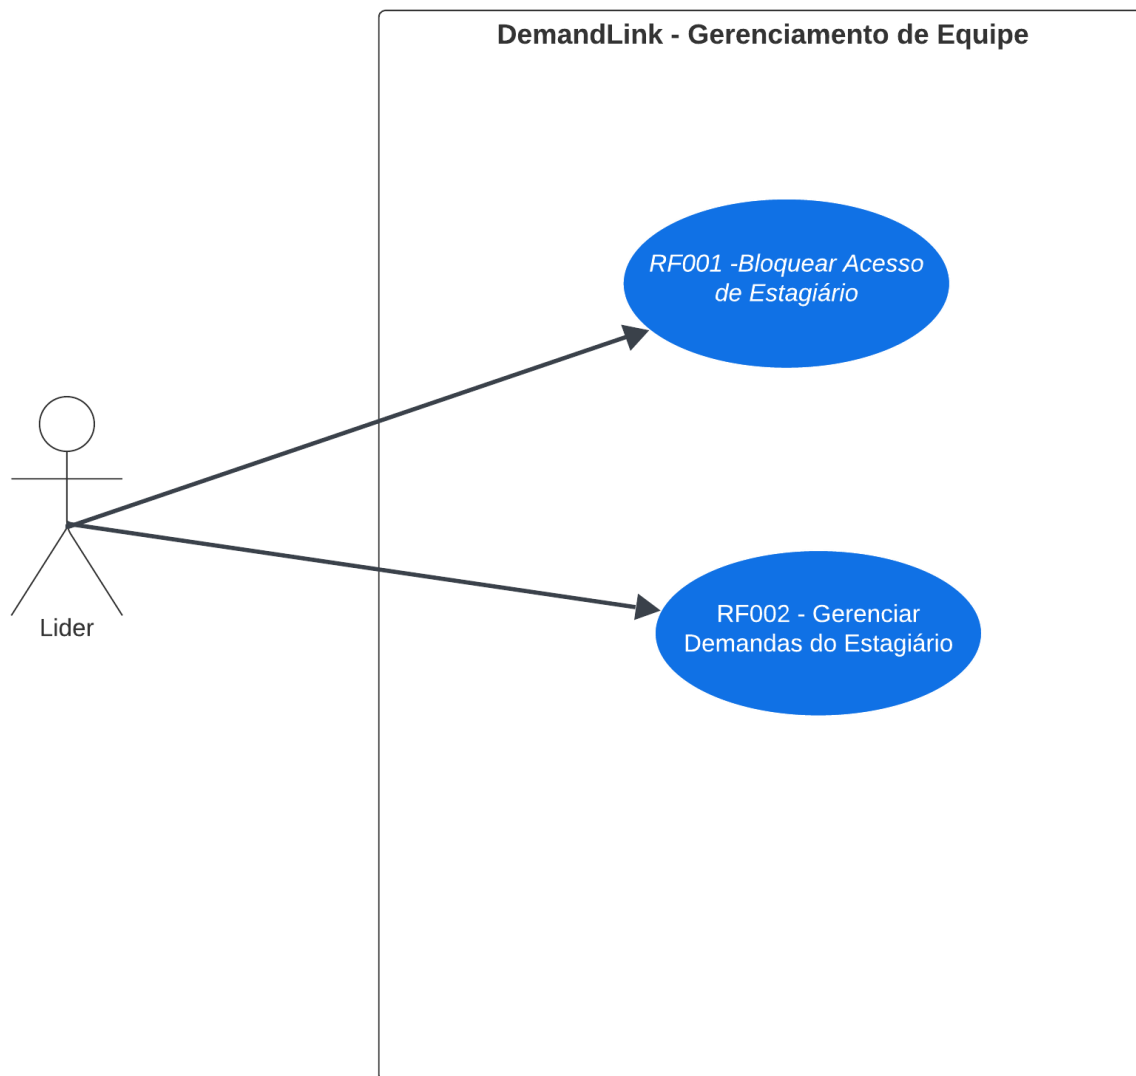 DemandLink - Gerenciamento de Equipe
RF001 -Bloquear Acesso
de Estagiário
Lider
RF002 - Gerenciar
Demandas do Estagiário